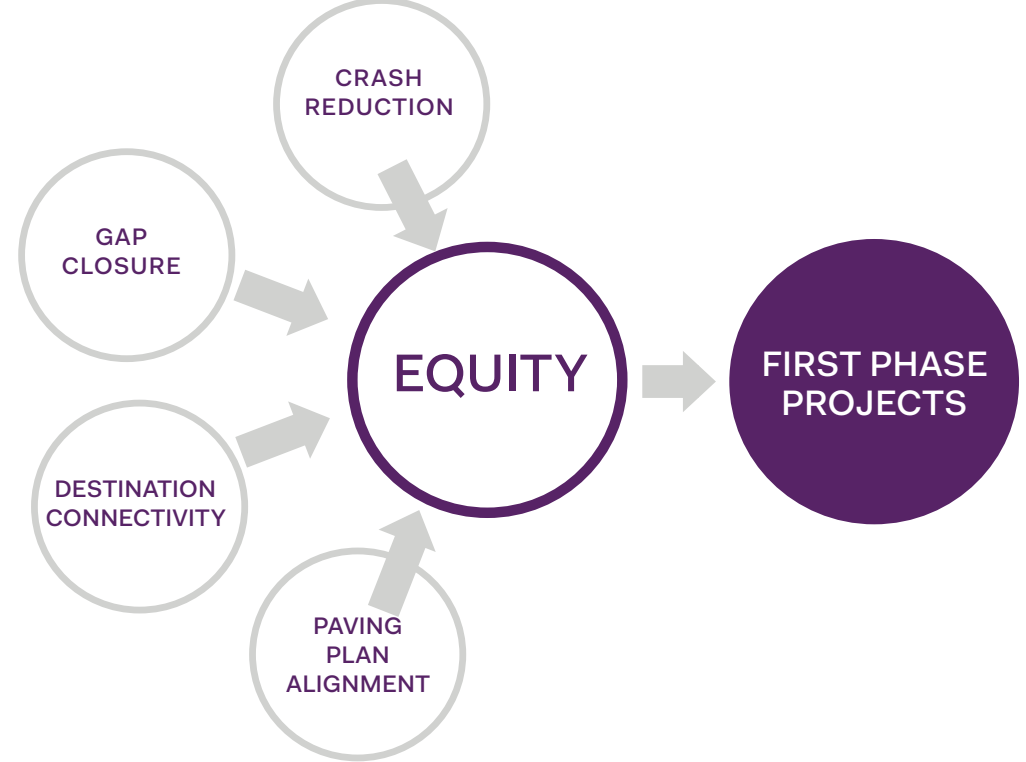 CRASH
REDUCTION
GAP
CLOSURE
DESTINATION
CONNECTIVITY
PAVING
PLAN
ALIGNMENT
EQUITY
FIRST PHASE
PROJECTS